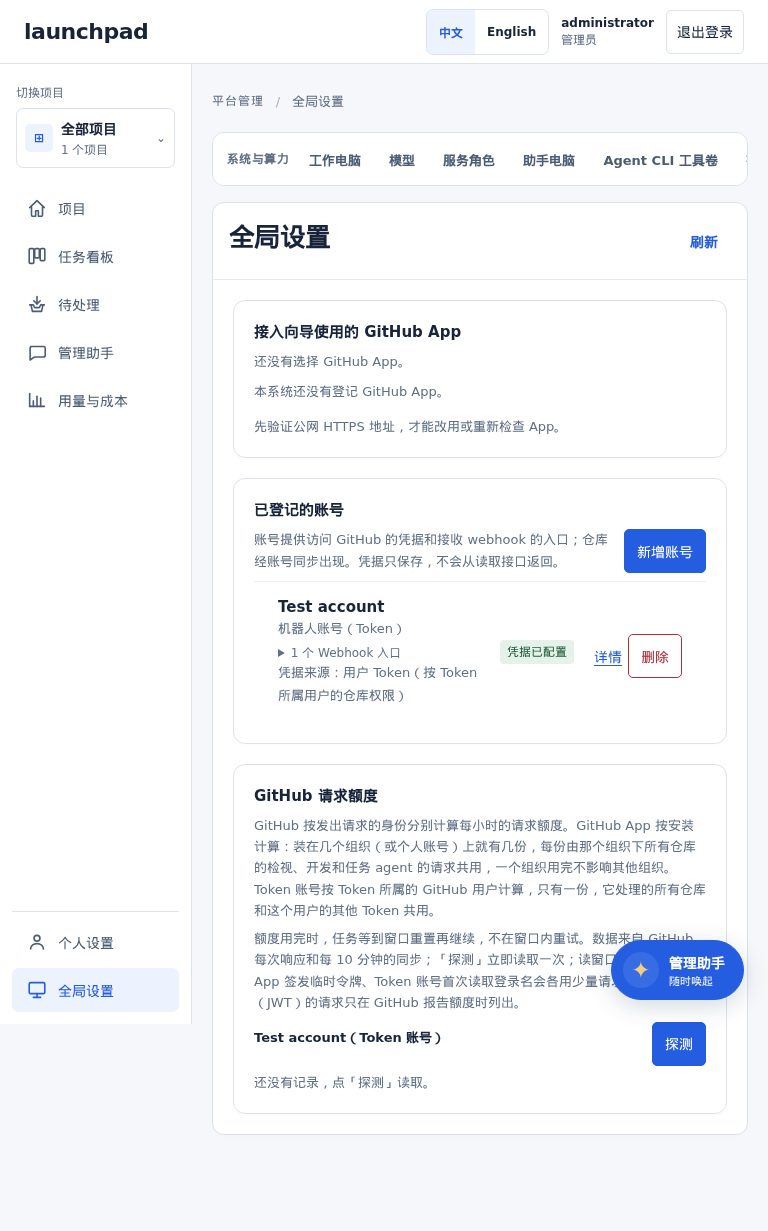 launchpad
中文
English
administrator
管理员
退出登录
切换项目
全部项目
1 个项目
项目
任务看板
待处理
管理助手
用量与成本
个人设置
全局设置
平台管理 / 全局设置
系统与算力
工作电脑
模型
服务角色
助手电脑
Agent CLI 工具卷
全局设置
刷新
接入向导使用的 GitHub App
还没有选择 GitHub App。
本系统还没有登记 GitHub App。
先验证公网 HTTPS 地址，才能改用或重新检查 App。
已登记的账号
账号提供访问 GitHub 的凭据和接收 webhook 的入口；仓库
经账号同步出现。凭据只保存，不会从读取接口返回。
新增账号
Test account
机器人账号（Token）
1 个 Webhook 入口
凭据来源：用户 Token（按 Token
所属用户的仓库权限）
凭据已配置
详情
删除
GitHub 请求额度
GitHub 按发出请求的身份分别计算每小时的请求额度。GitHub App 按安装
计算：装在几个组织（或个人账号）上就有几份，每份由那个组织下所有仓库
的检视、开发和任务 agent 的请求共用，一个组织用完不影响其他组织。
Token 账号按 Token 所属的 GitHub 用户计算，只有一份，它处理的所有仓库
和这个用户的其他 Token 共用。
额度用完时，任务等到窗口重置再继续，不在窗口内重试。数据来自 GitHub
每次响应和每 10 分钟的同步；「探测」立即读取一次；读窗口
App 签发临时令牌、Token 账号首次读取登录名会各用少量请求
（JWT）的请求只在 GitHub 报告额度时列出。
管理助手
随时唤起
Test account（Token 账号）
探测
还没有记录，点「探测」读取。